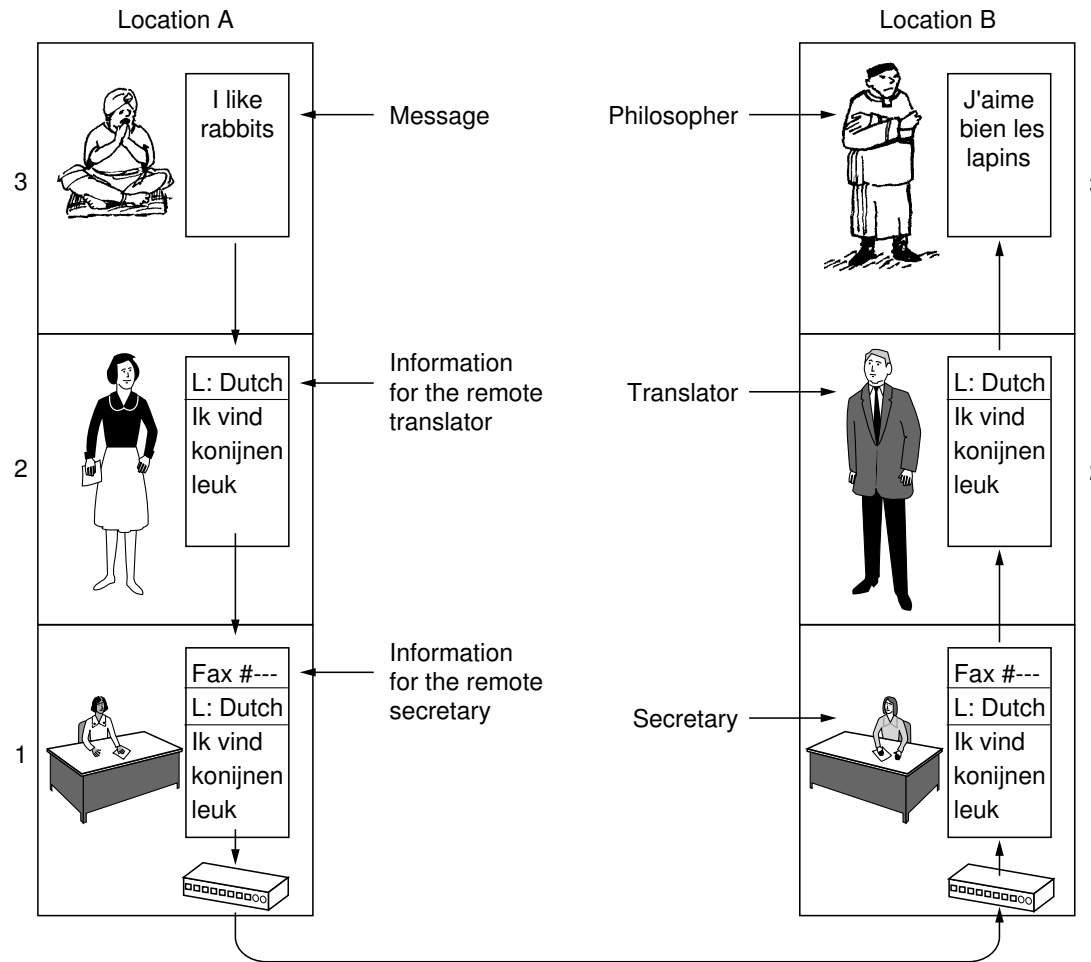 Location A
Location B
3
I like
rabbits
Message
Philosopher
J'aime
bien les
lapins
2
L: Dutch
Ik vind
konijnen
leuk
Information
for the remote
translator
Translator
L: Dutch
Ik vind
konijnen
leuk
1
Fax #---
L: Dutch
Ik vind
konijnen
leuk
Information
for the remote
secretary
Secretary
Fax #---
L: Dutch
Ik vind
konijnen
leuk